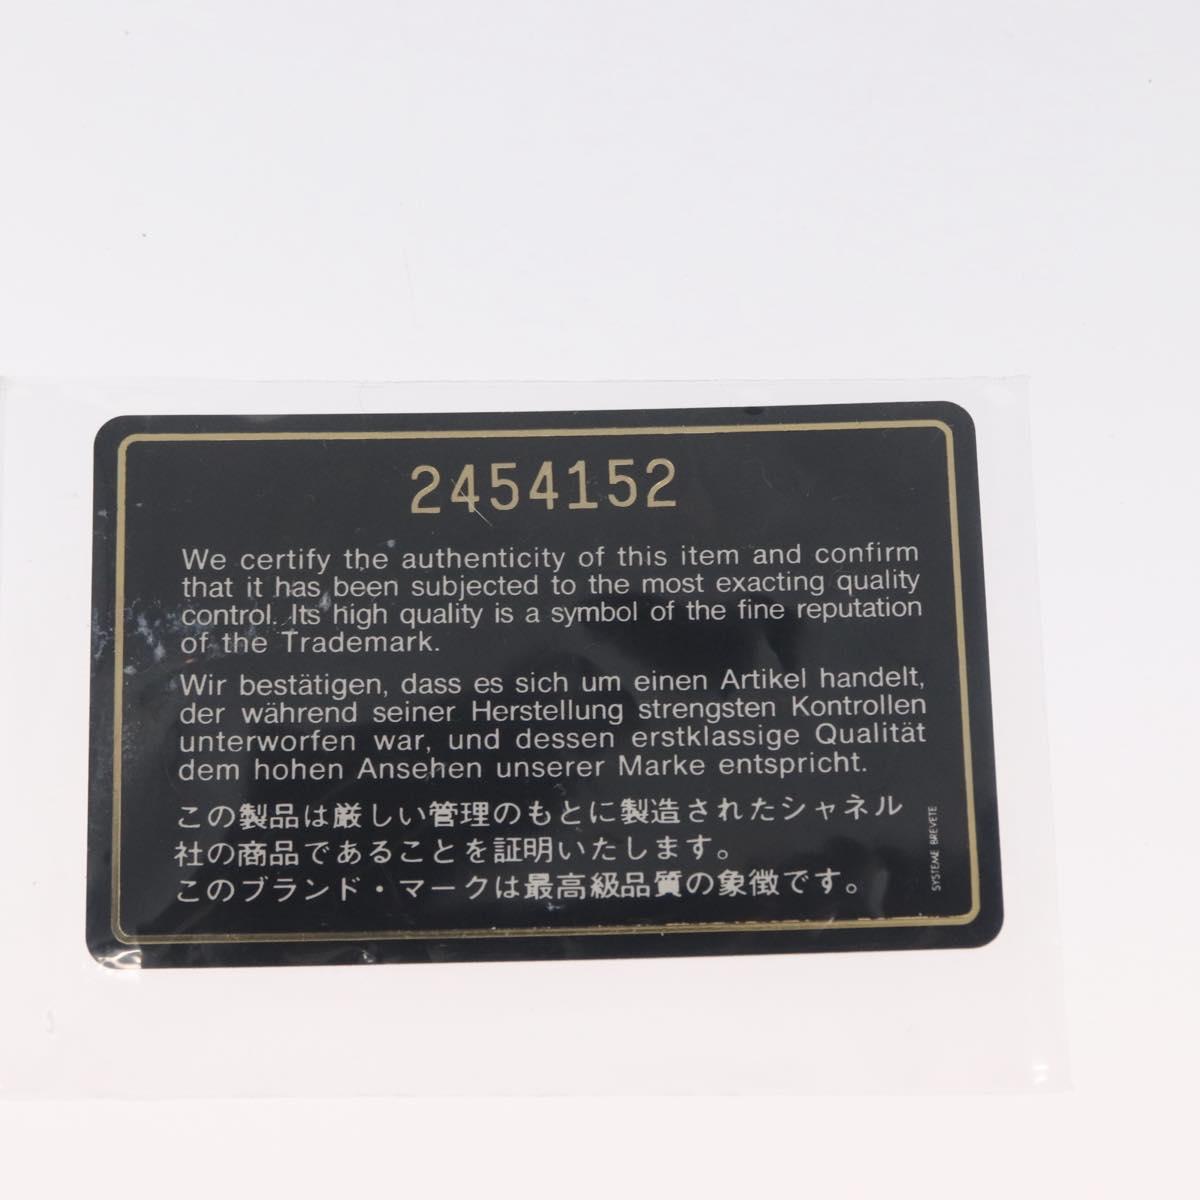 2454152
We certify the authenticity of this item and confirm
that it has been subjected to the most exacting quality
control. Its high quality is a symbol of the fine reputation
of the Trademark.
Wir bestätigen, dass es sich um einen Artikel handelt,
der während seiner Herstellung strengsten Kontrollen
unterworfen war, und dessen erstklassige Qualität
dem hohen Ansehen unserer Marke entspricht.
この製品は厳しい管理のもとに製造されたシャネル
社の商品であることを証明いたします。
このブランド・マークは最高級品質の象徴です。
SYSTEME BREVETE